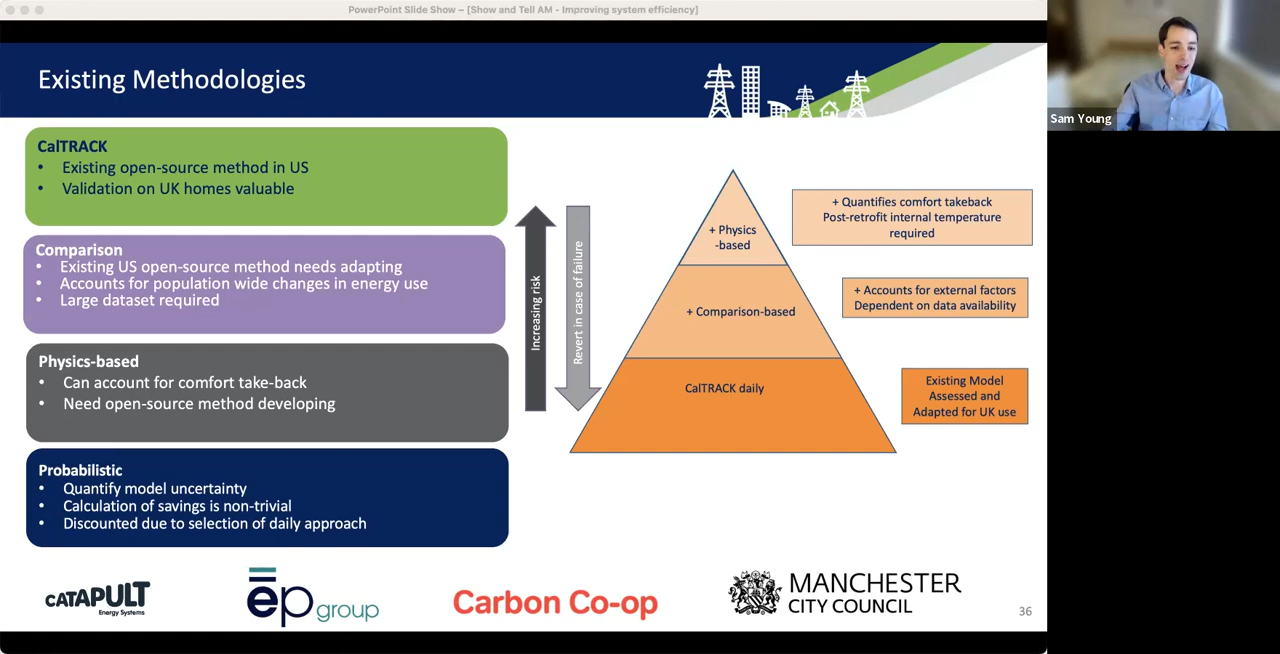 PowerPoint Slide Show – [Show and Tell AM - Improving system efficiency]
Existing Methodologies
CalTRACK
• Existing open-source method in US
• Validation on UK homes valuable
Comparison
• Existing US open-source method needs adapting
• Accounts for population wide changes in energy use
• Large dataset required
Physics-based
• Can account for comfort take-back
• Need open-source method developing
Probabilistic
• Quantify model uncertainty
• Calculation of savings is non-trivial
• Discounted due to selection of daily approach
Increasing risk
Revert in case of failure
+ Physics
-based
+ Comparison-based
CalTRACK daily
+ Quantifies comfort takeback
Post-retrofit internal temperature
required
+ Accounts for external factors
Dependent on data availability
Existing Model
Assessed and
Adapted for UK use
CATAPULT
Energy Systems
ep group
Carbon Co-op
MANCHESTER
CITY COUNCIL
36
Sam Young